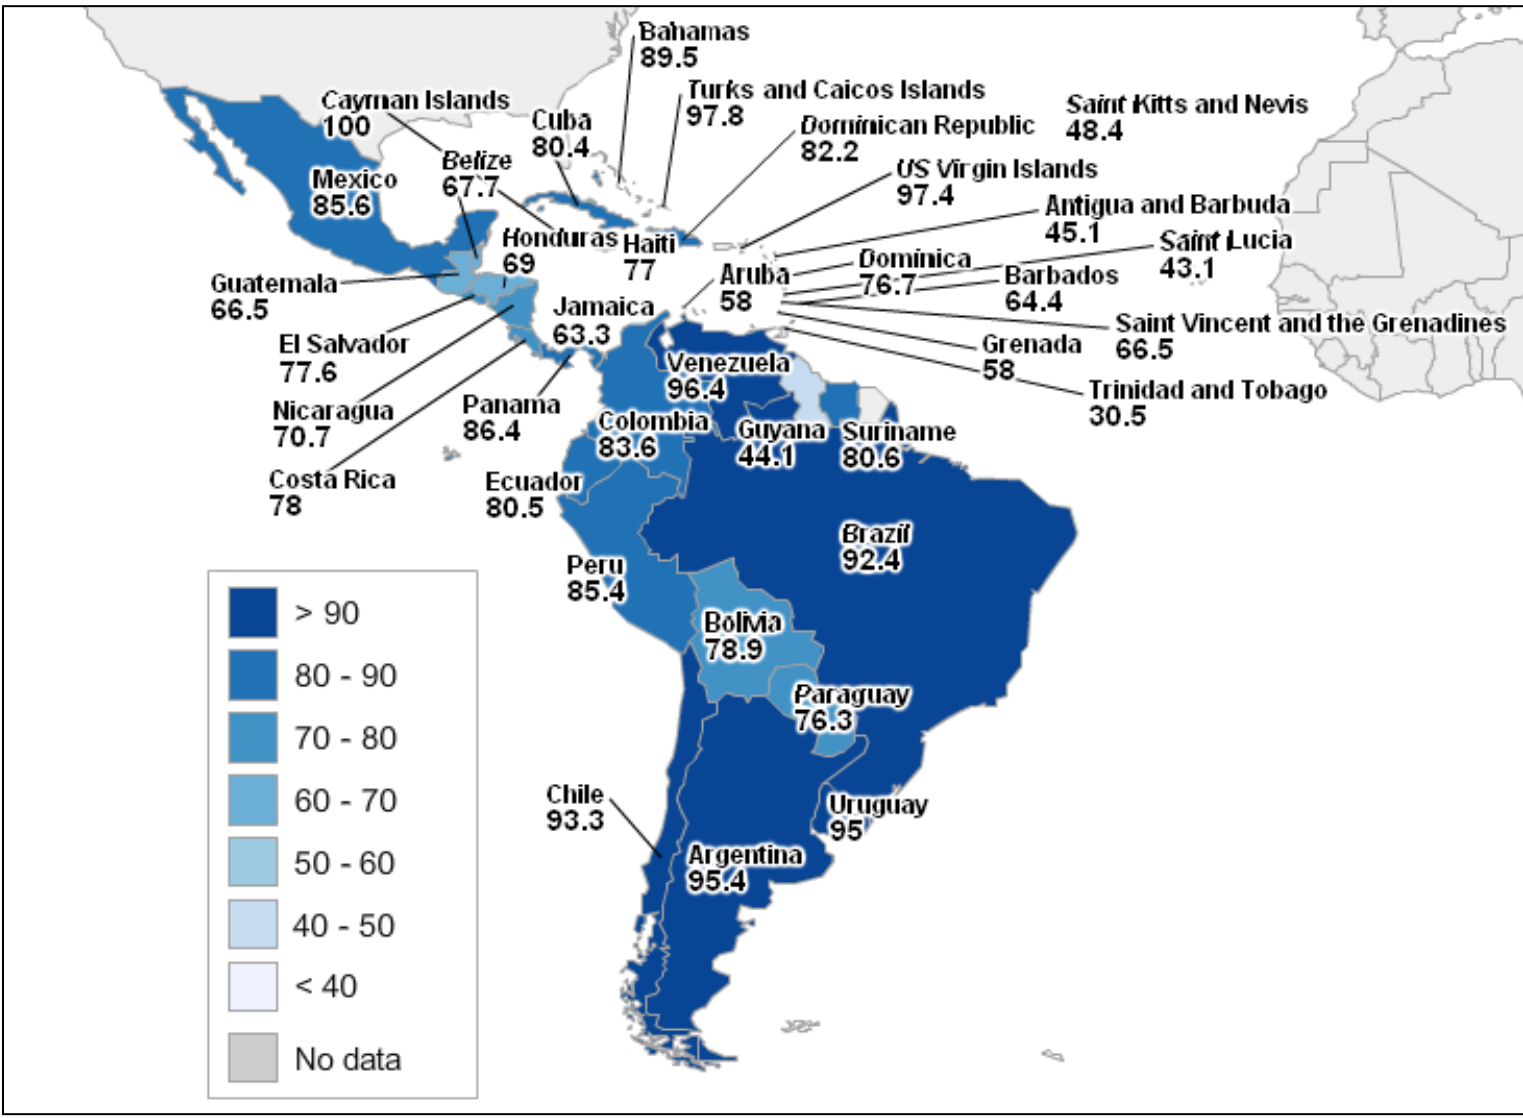 Bahamas
89.5
Turks and Caicos Islands
97.8
Cayman Islands
100
Cuba
80.4
Saint Kitts and Nevis
48.4
Dominican Republic
82.2
Belize
67.7
US Virgin Islands
97.4
Mexico
85.6
Antigua and Barbuda
45.1
Honduras
69
Haiti
77
Saint Lucia
43.1
Dominica
76.7
Aruba
58
Barbados
64.4
Guatemala
66.5
Jamaica
63.3
Saint Vincent and the Grenadines
66.5
El Salvador
77.6
Grenada
58
Venezuela
96.4
Trinidad and Tobago
30.5
Nicaragua
70.7
Panama
86.4
Colombia
83.6
Guyana
44.1
Suriname
80.6
Costa Rica
78
Ecuador
80.5
Brazil
92.4
Peru
85.4
Bolivia
78.9
Paraguay
76.3
Chile
93.3
Uruguay
95
Argentina
95.4
> 90
80 - 90
70 - 80
60 - 70
50 - 60
40 - 50
< 40
No data